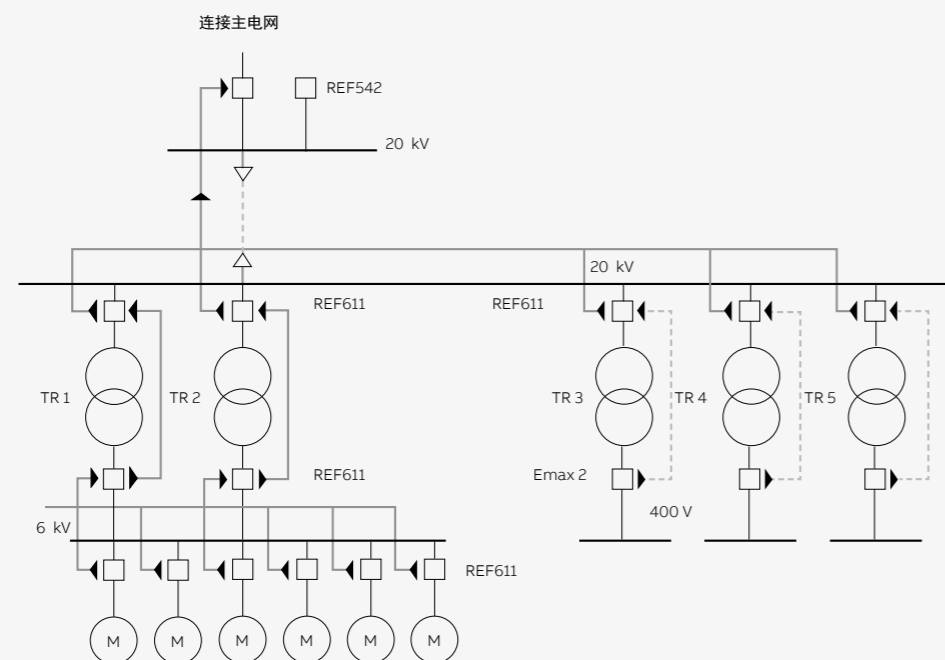 连接主电网
REF542
20 kV
20 kV
REF611
REF611
TR 1
TR 2
TR 3
TR 4
TR 5
REF611
Emax 2
400 V
6 kV
REF611
M
M
M
M
M
M